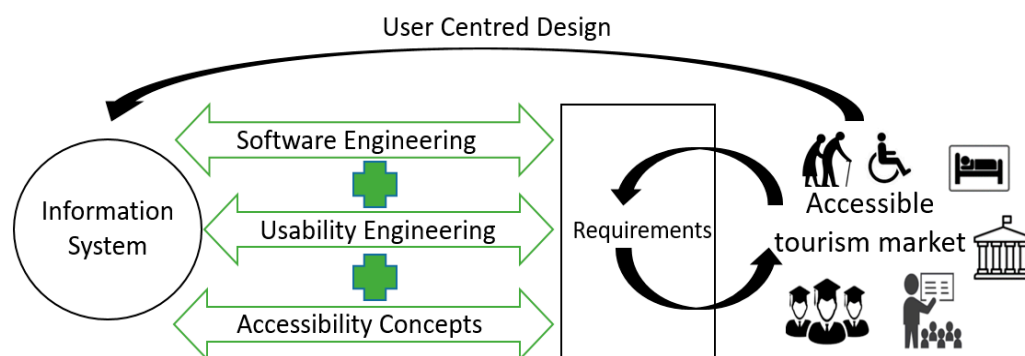 User Centred Design
Software Engineering
Information
System
Usability Engineering
Accessibility Concepts
Requirements
Accessible
tourism market